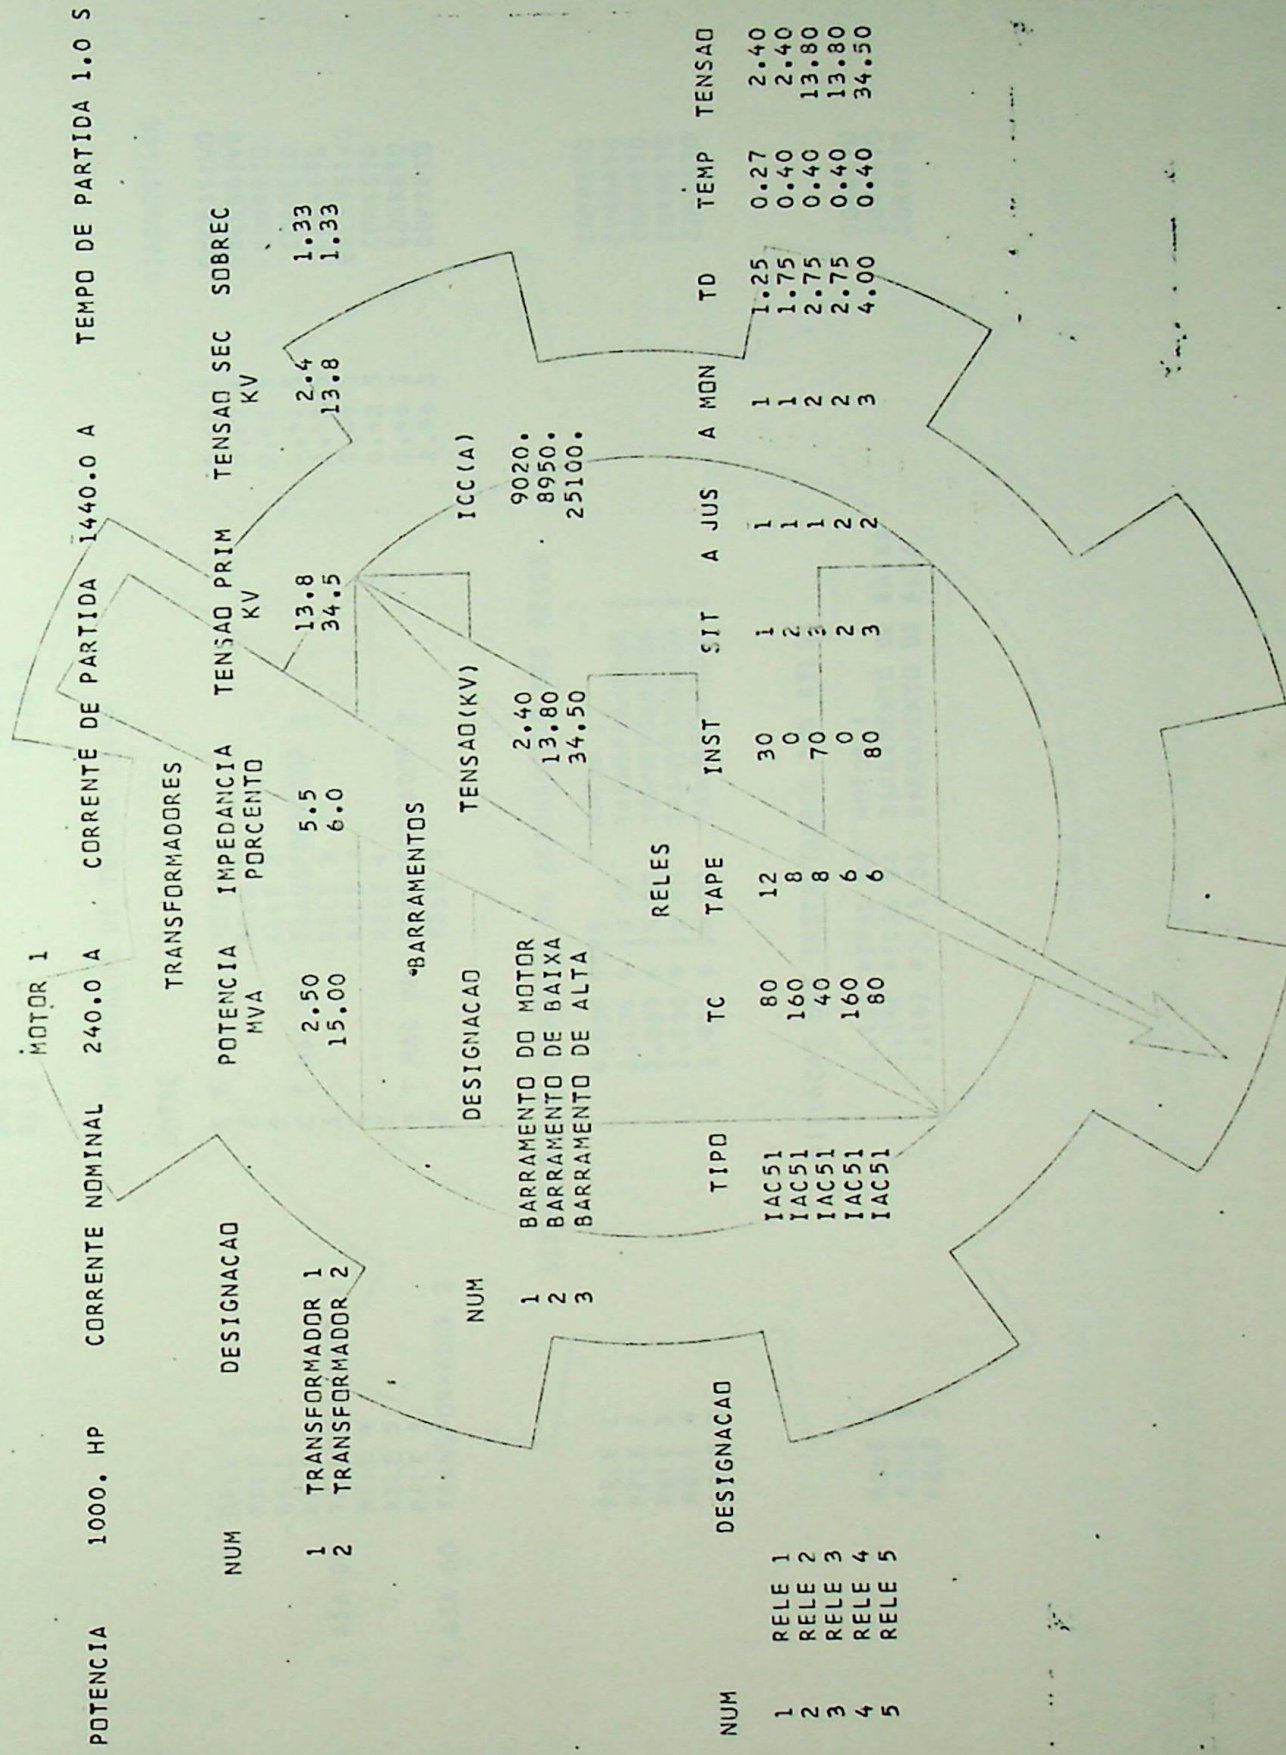 MOTOR 1
POTENCIA 1000. HP CORRENTE NOMINAL 240.0 A CORRENTE DE PARTIDA 1440.0 A TEMPO DE PARTIDA 1.0 S
TRANSFORMADORES
NUM DESIGNACAO POTENCIA IMPEDANCIA TENSAO PRIM TENSAO SEC SOBREC
MVA PORCENTO KV KV
1 TRANSFORMADOR 1 2.50 5.5 13.8 2.4 1.33
2 TRANSFORMADOR 2 15.00 6.0 34.5 13.8 1.33
BARRAMENTOS
NUM DESIGNACAO TENSAO(KV) ICC(A)
1 BARRAMENTO DO MOTOR 2.40 9020.
2 BARRAMENTO DE BAIXA 13.80 8950.
3 BARRAMENTO DE ALTA 34.50 25100.
RELES
NUM DESIGNACAO TIPO TC TAPE INST SIT A JUS A MON TD TEMP TENSAO
1 RELE 1 IAC51 80 12 30 1 1 1 1.25 0.27 2.40
2 RELE 2 IAC51 160 8 0 2 1 1 1.75 0.40 2.40
3 RELE 3 IAC51 40 8 70 3 1 2 2.75 0.40 13.80
4 RELE 4 IAC51 160 6 0 2 2 2 2.75 0.40 13.80
5 RELE 5 IAC51 80 6 80 3 2 3 4.00 0.40 34.50